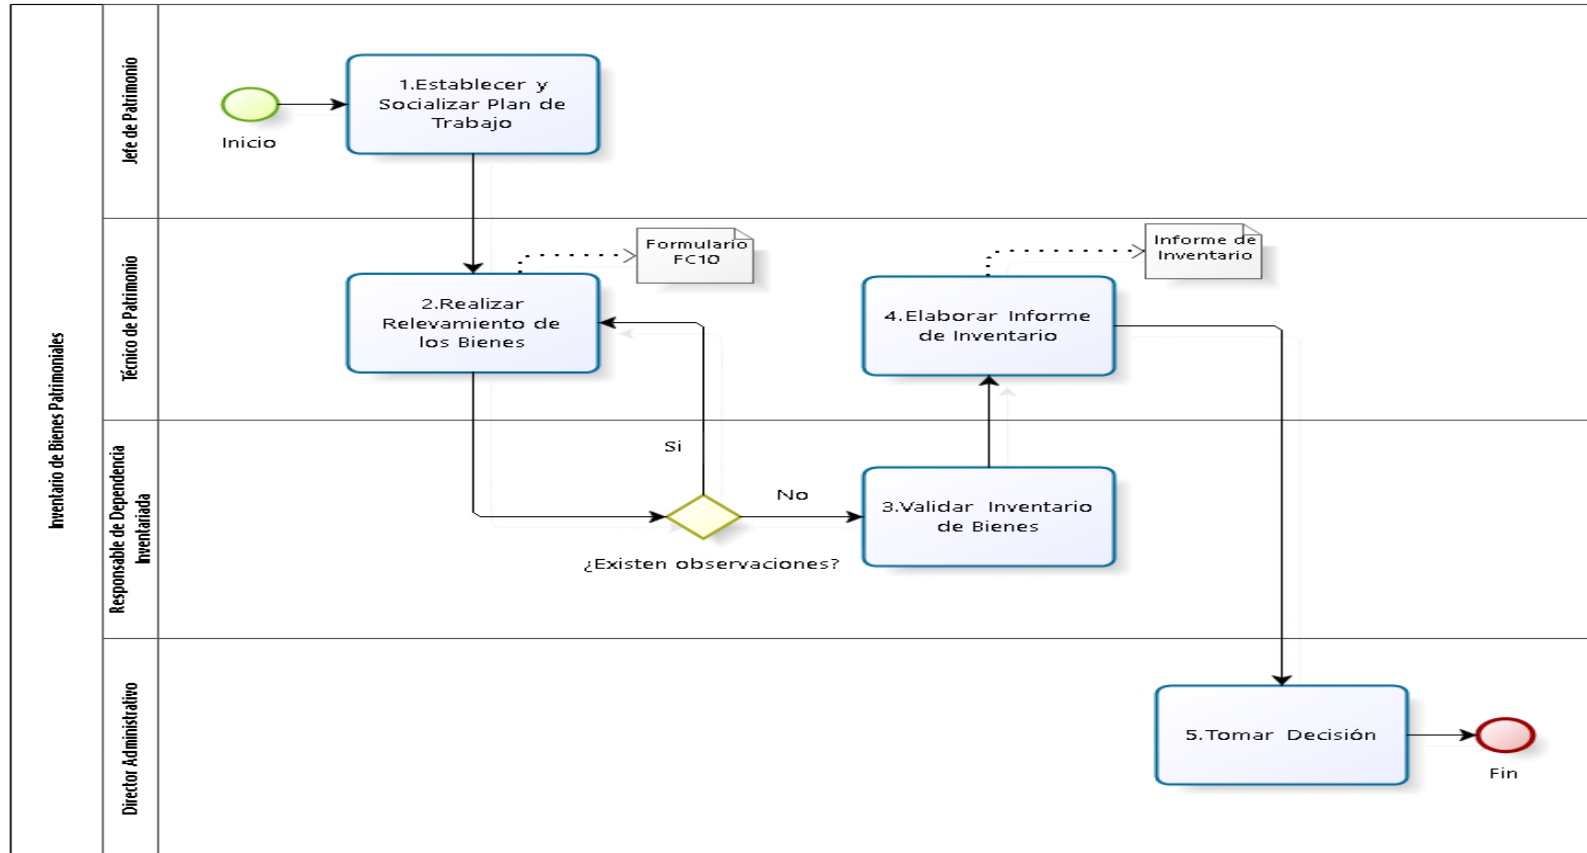 Inventario de Bienes Patrimoniales
Jefe de Patrimonio
Inicio
1.Establecer y
Socializar Plan de
Trabajo
Técnico de Patrimonio
2.Realizar
Relevamiento de
los Bienes
Formulario
FC10
4.Elaborar Informe
de Inventario
Informe de
Inventario
Responsable de Dependencia
Inventariada
Si
¿Existen observaciones?
No
3.Validar Inventario
de Bienes
Director Administrativo
5.Tomar Decisión
Fin